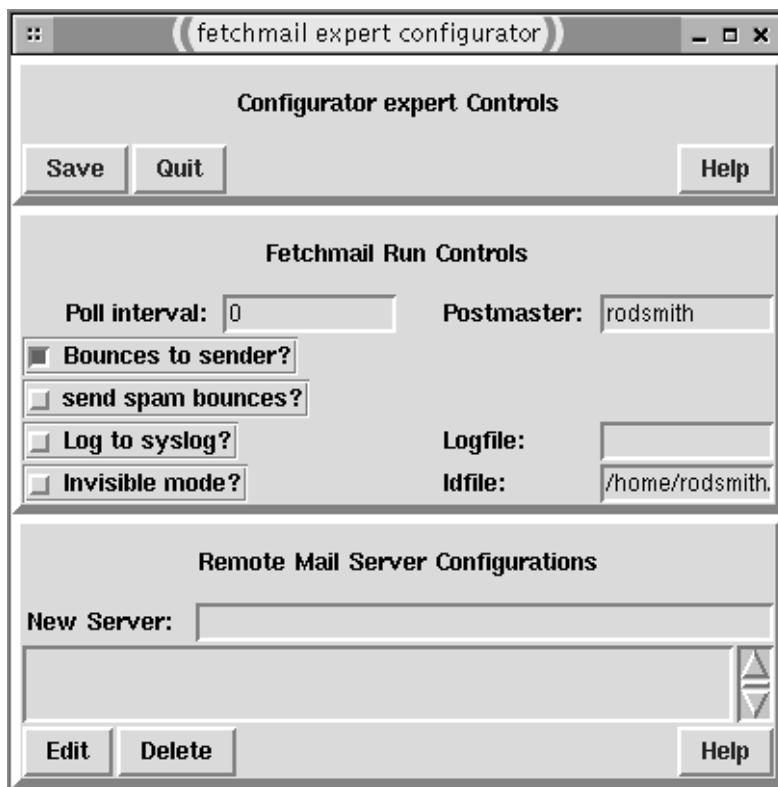 fetchmail expert configurator
Configurator expert Controls
Save Quit Help
Fetchmail Run Controls
Poll interval: 0 Postmaster: rodsmith
Bounces to sender?
send spam bounces?
Log to syslog? Logfile:
Invisible mode? Idfile: /home/rodsmith.
Remote Mail Server Configurations
New Server:
Edit Delete Help